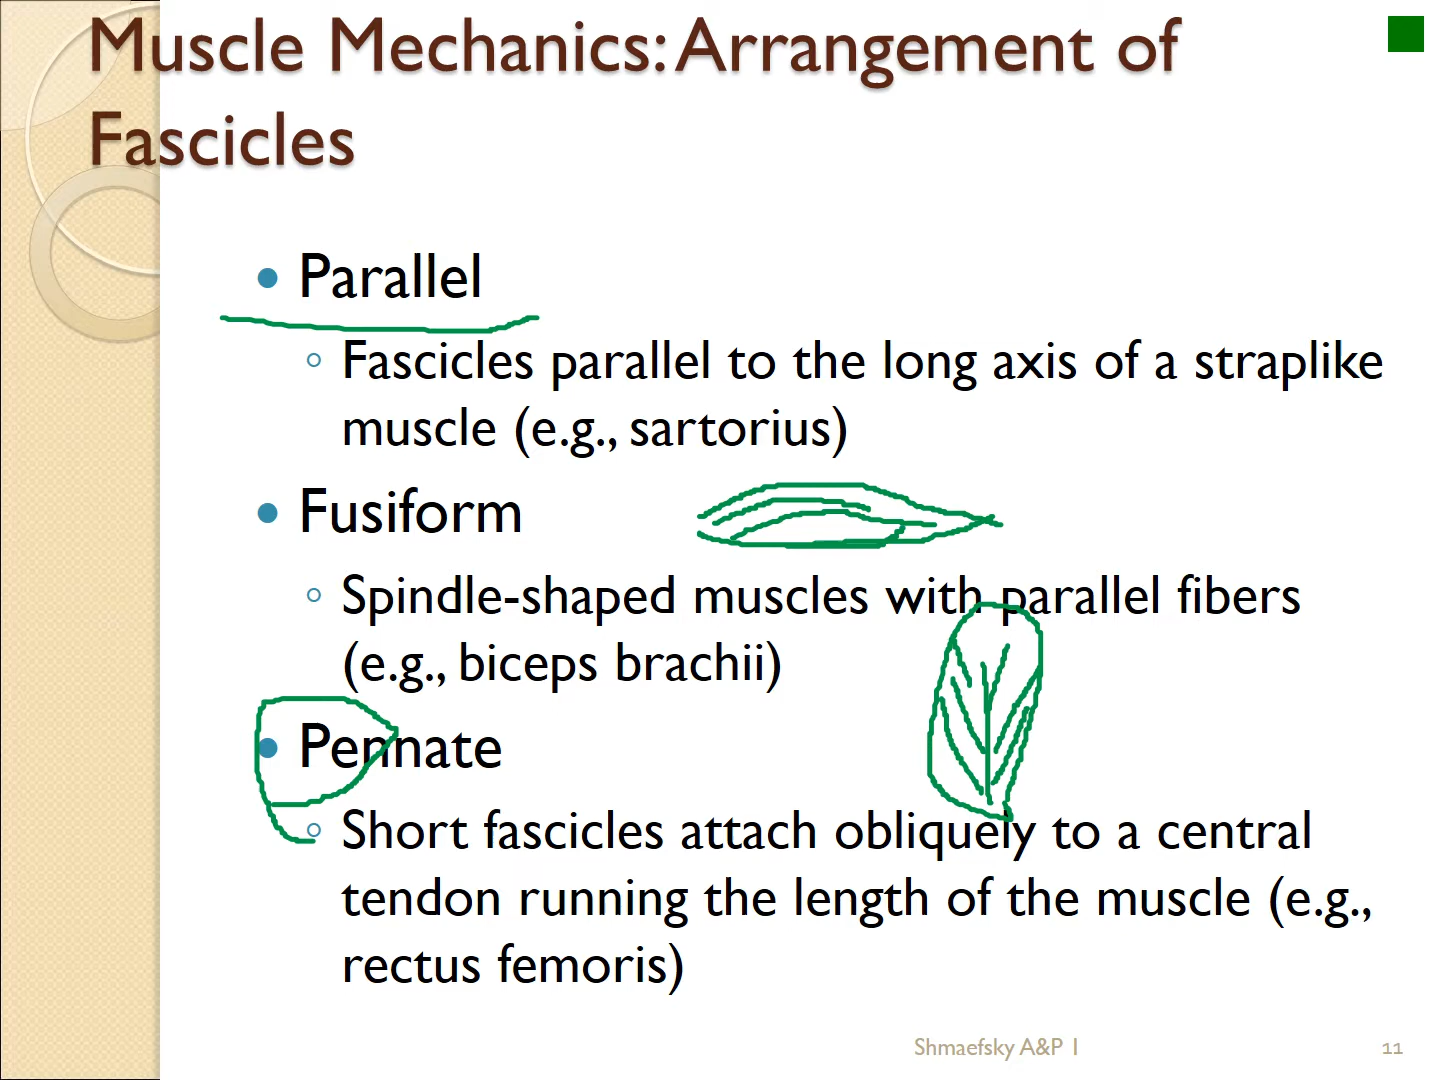 Muscle Mechanics: Arrangement of
Fascicles
• Parallel
◦ Fascicles parallel to the long axis of a straplike
muscle (e.g., sartorius)
• Fusiform
◦ Spindle-shaped muscles with parallel fibers
(e.g., biceps brachii)
• Pennate
◦ Short fascicles attach obliquely to a central
tendon running the length of the muscle (e.g.,
rectus femoris)
Shmaefsky A&P 1
11